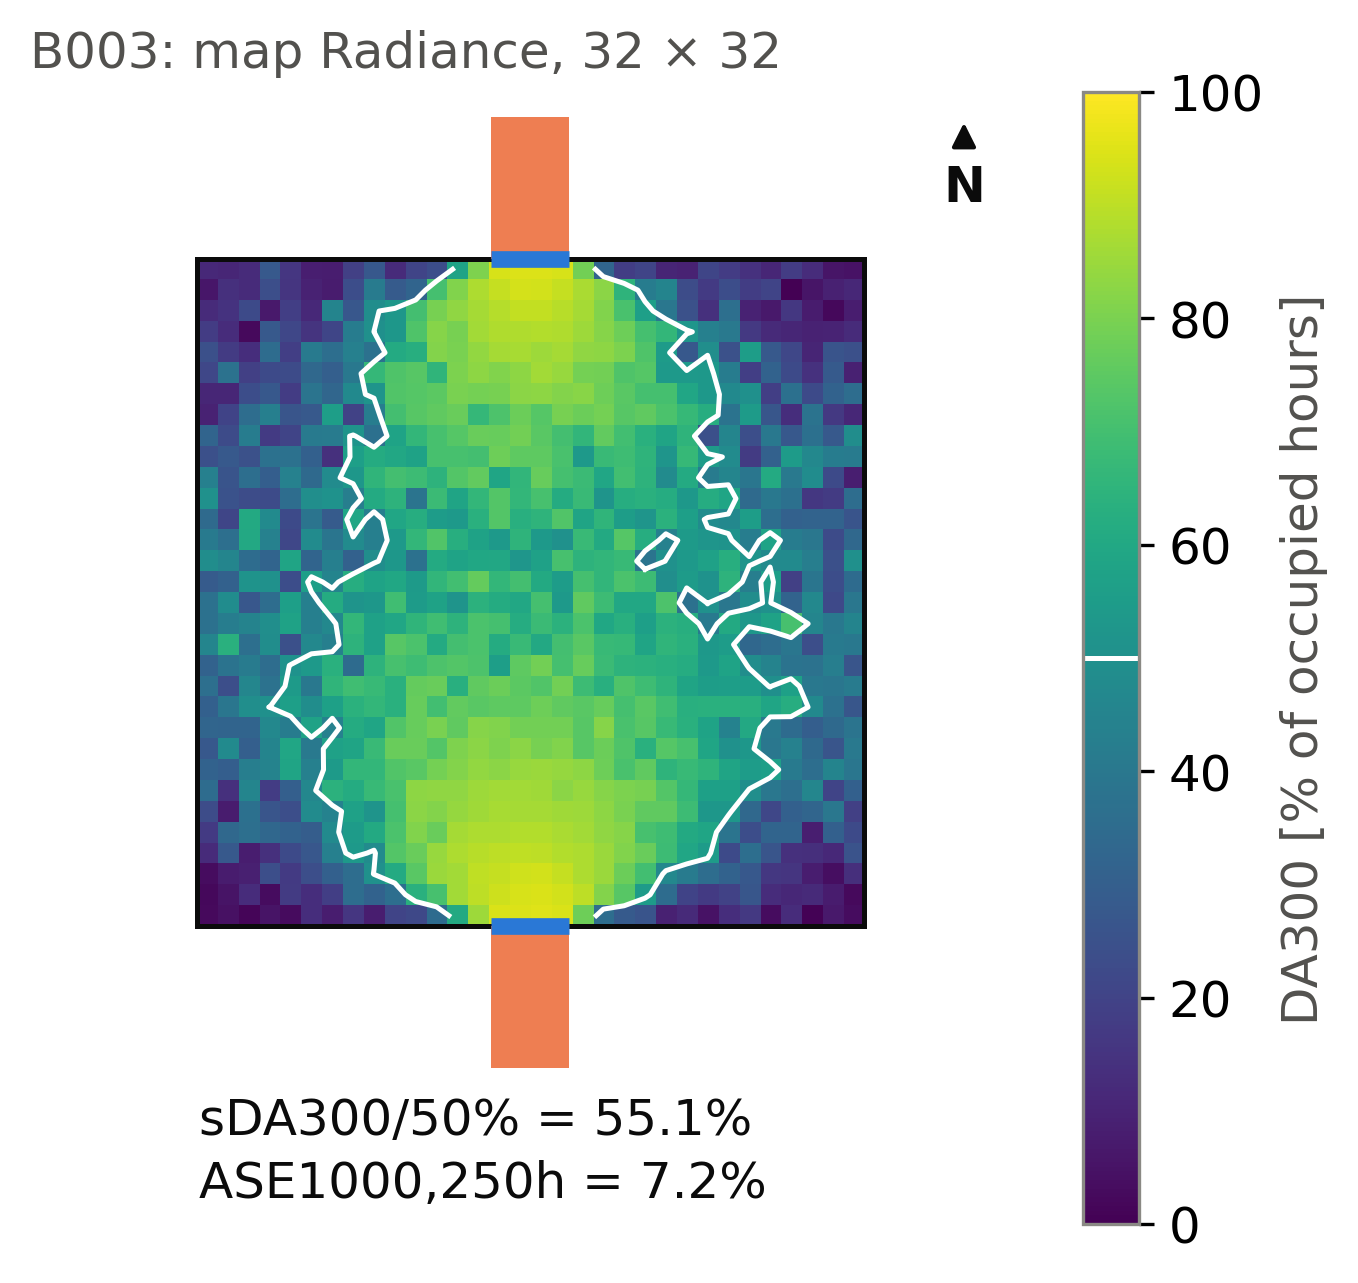 B003: map Radiance, 32 × 32
N
100
80
60
40
20
0
DA300 [% of occupied hours]
sDA300/50% = 55.1%
ASE1000,250h = 7.2%